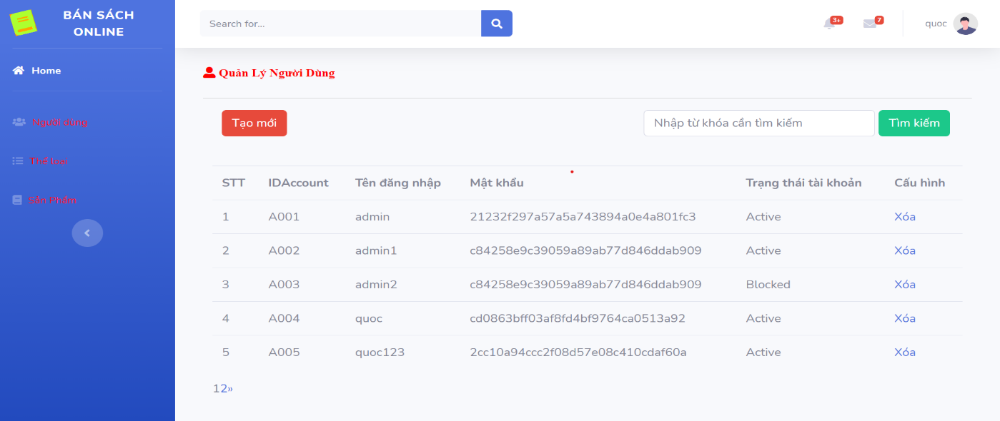 BÁN SÁCH
ONLINE
Search for...
3+
7
quoc
Home
Quản Lý Người Dùng
Người dùng
Thể loại
Sản Phẩm
Tạo mới
Nhập từ khóa cần tìm kiếm
Tìm kiếm
STT IDAccount Tên đăng nhập Mật khẩu Trạng thái tài khoản Cấu hình
1 A001 admin 21232f297a57a5a743894a0e4a801fc3 Active Xóa
2 A002 admin1 c84258e9c39059a89ab77d846ddab909 Active Xóa
3 A003 admin2 c84258e9c39059a89ab77d846ddab909 Blocked Xóa
4 A004 quoc cd0863bff03af8fd4bf9764ca0513a92 Active Xóa
5 A005 quoc123 2cc10a94ccc2f08d57e08c410cdaf60a Active Xóa
12»